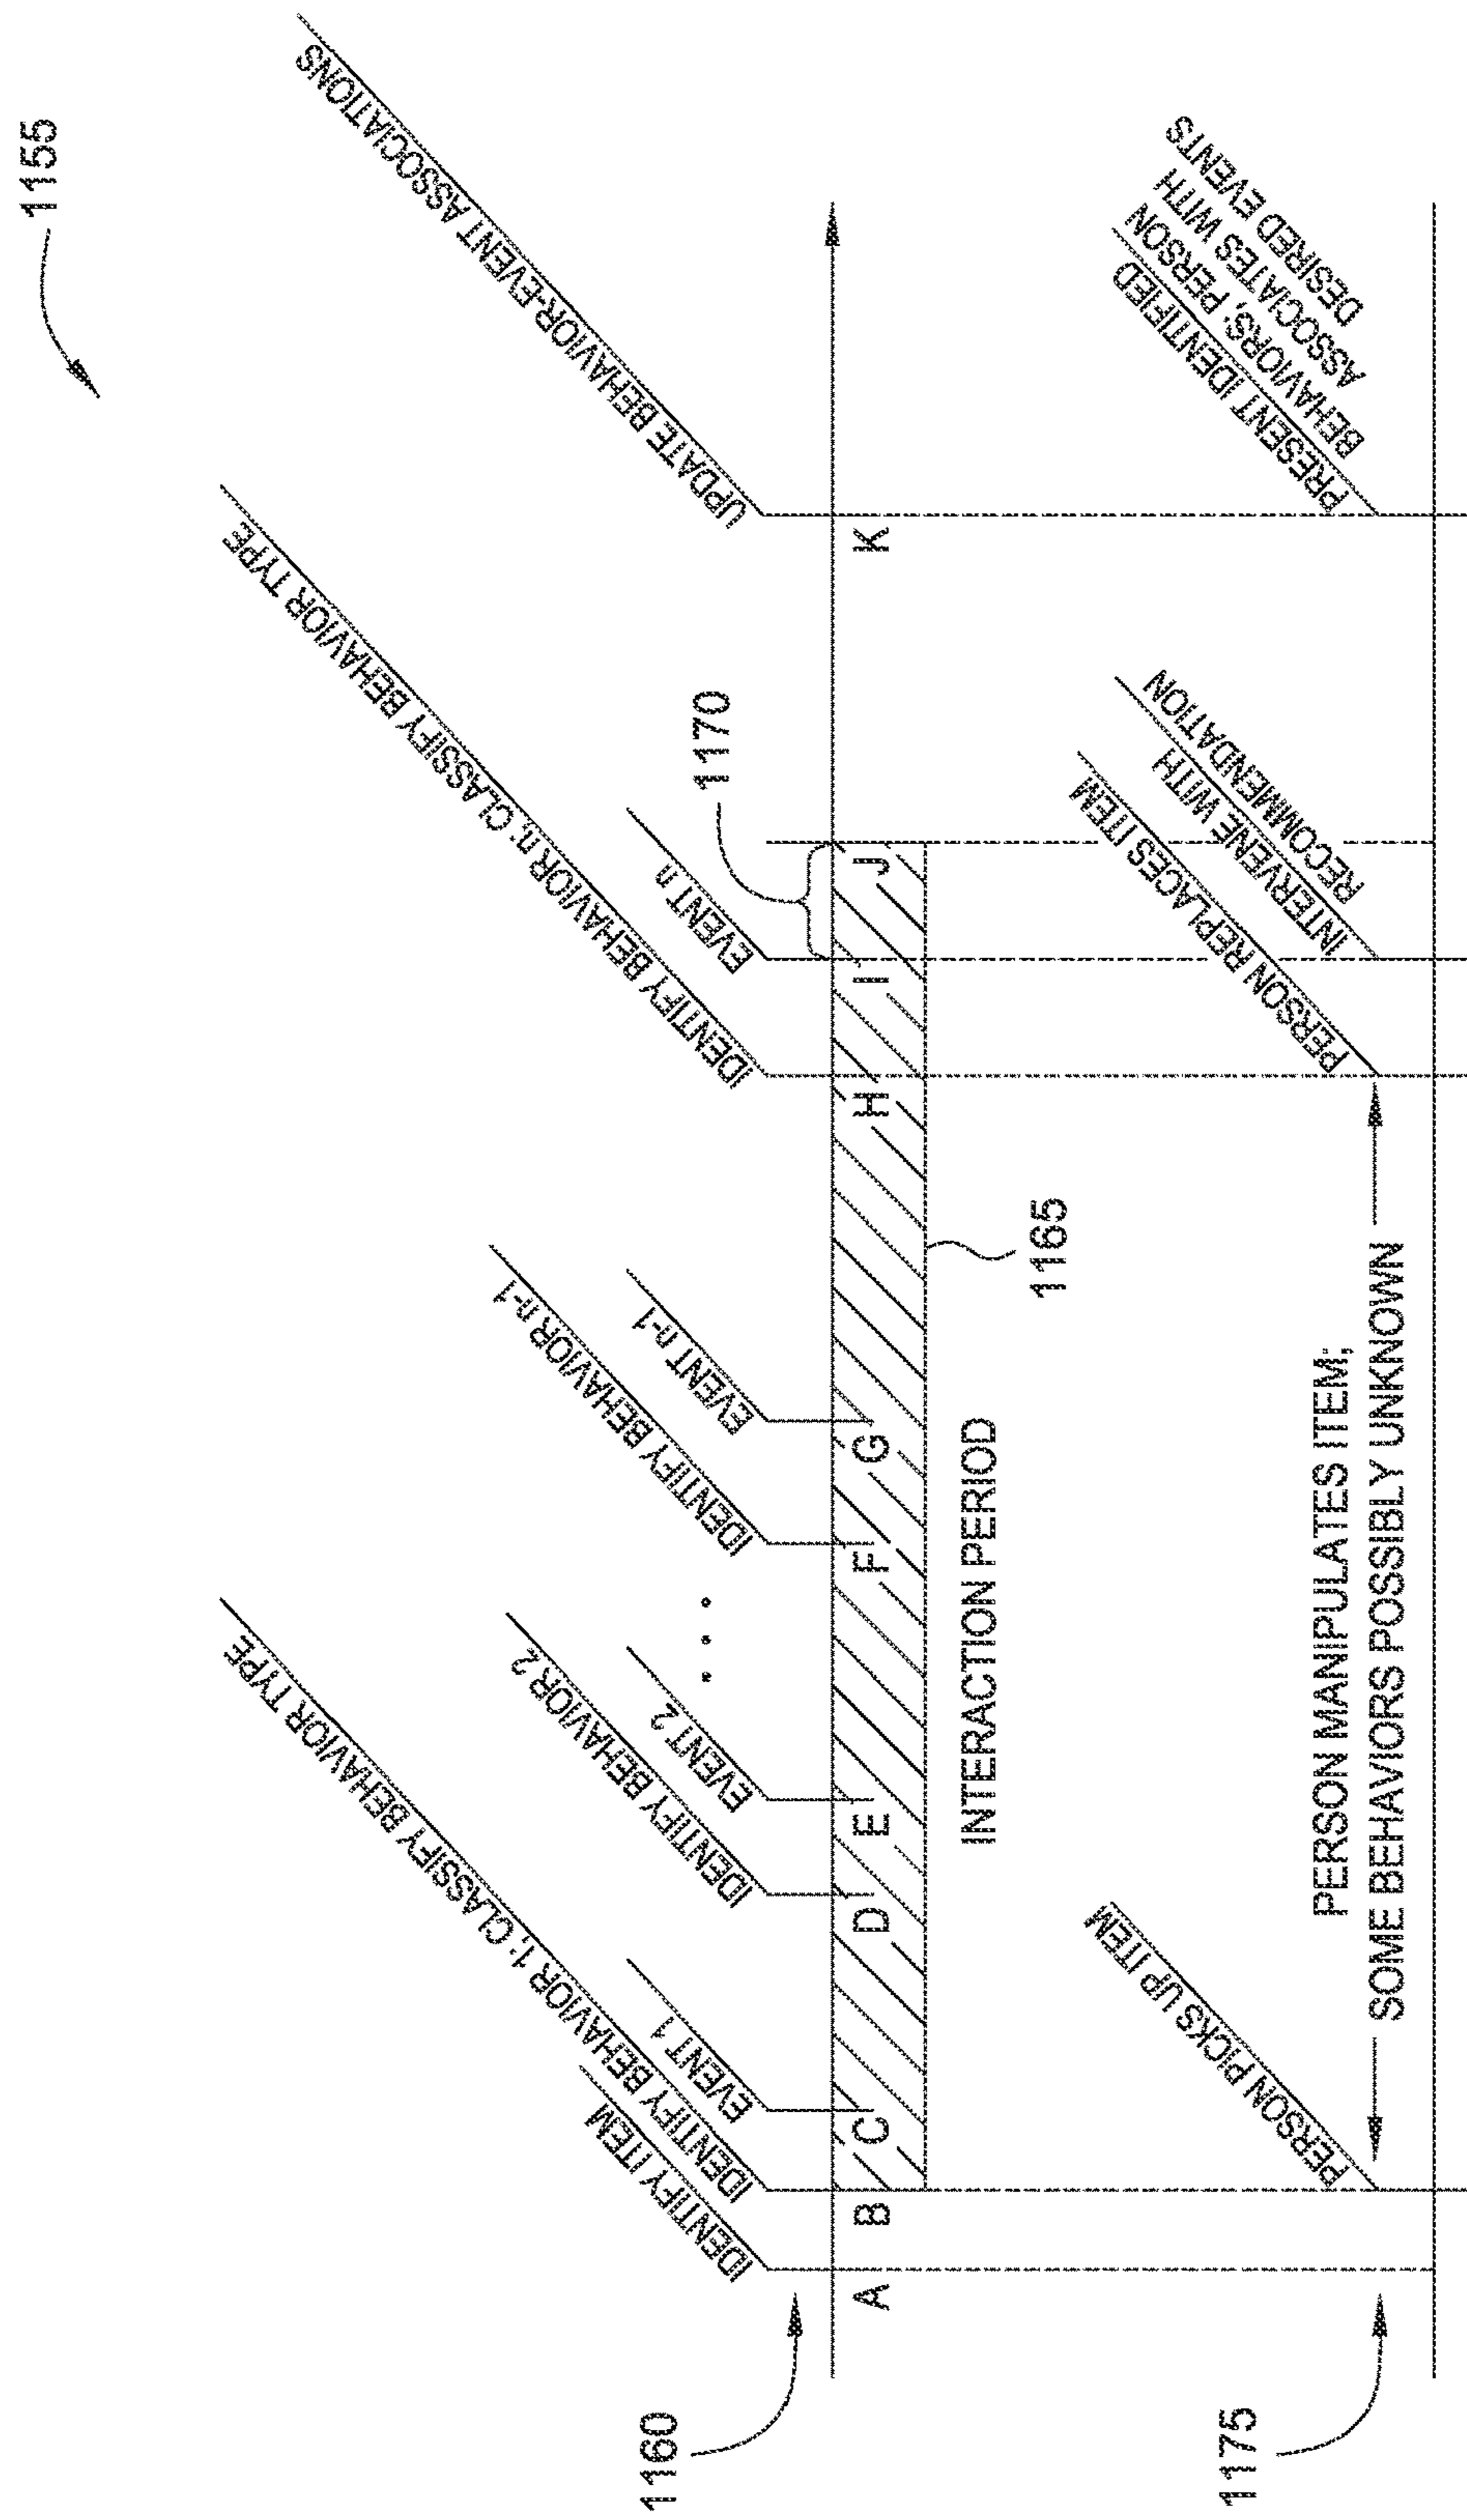 1155
IDENTIFY ITEM
IDENTIFY BEHAVIOR 1; CLASSIFY BEHAVIOR TYPE
EVENT 1
IDENTIFY BEHAVIOR 2
EVENT 2
• • •
IDENTIFY BEHAVIOR n-1
EVENT n-1
IDENTIFY BEHAVIOR n; CLASSIFY BEHAVIOR TYPE
EVENT n
1170
UPDATE BEHAVIOR-EVENT ASSOCIATIONS
1160
A B C D E F G H I J K
INTERACTION PERIOD
1165
PERSON PICKS UP ITEM
PERSON MANIPULATES ITEM;
SOME BEHAVIORS POSSIBLY UNKNOWN
PERSON REPLACES ITEM
INTERVENE WITH
RECOMMENDATION
PRESENT IDENTIFIED
BEHAVIORS; PERSON
ASSOCIATES WITH
DESIRED EVENTS
1175